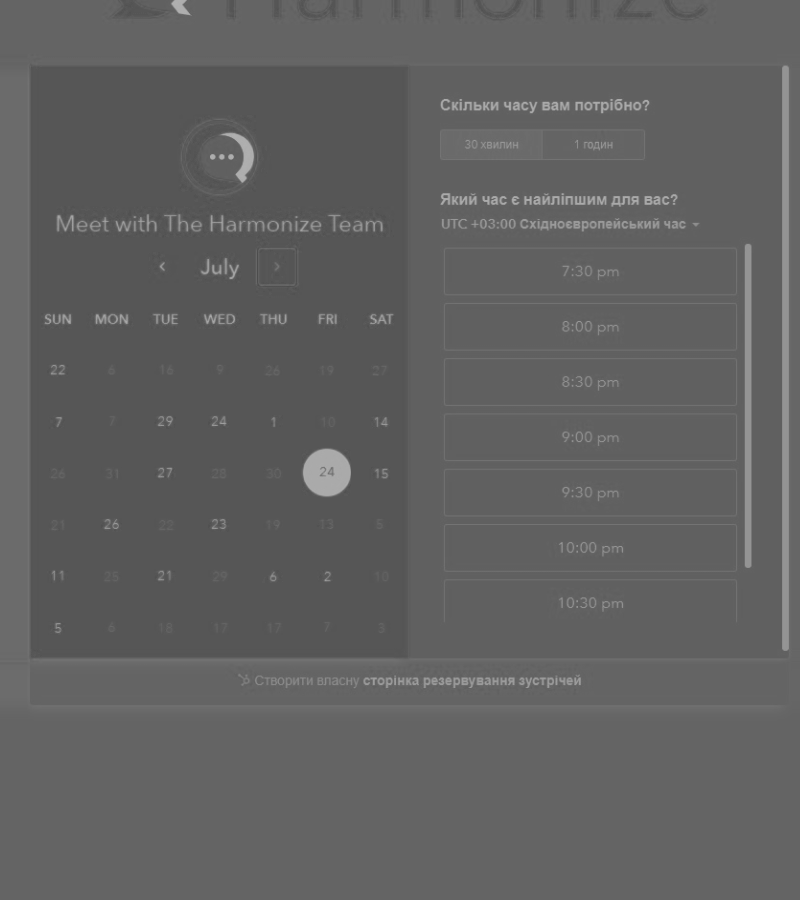 Harmonize
Meet with The Harmonize Team
July
SUN MON TUE WED THU FRI SAT
22 6 16 9 26 19 27
7 7 29 24 1 10 14
26 31 27 28 30 24 15
21 26 22 23 19 13 8
11 25 21 29 6 2 10
5 6 18 17 17 7 3
Скільки часу вам потрібно?
30 хвилин 1 годин
Який час є найліпшим для вас?
UTC +03:00 Східноєвропейський час
7:30 pm
8:00 pm
8:30 pm
9:00 pm
9:30 pm
10:00 pm
10:30 pm
Створити власну сторінка резервування зустрічей